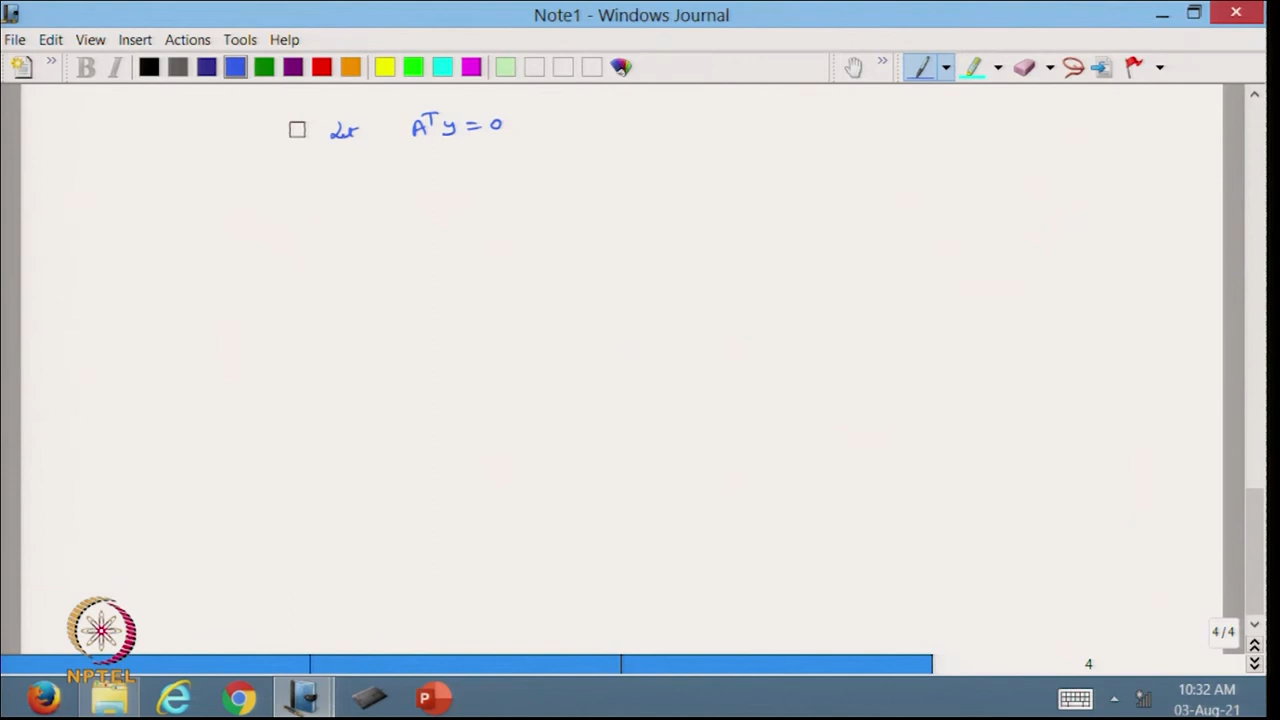 Note1 - Windows Journal
File Edit View Insert Actions Tools Help
B I
Let Aᵀy = 0
4/4
4
NPTEL
10:32 AM
03-Aug-21